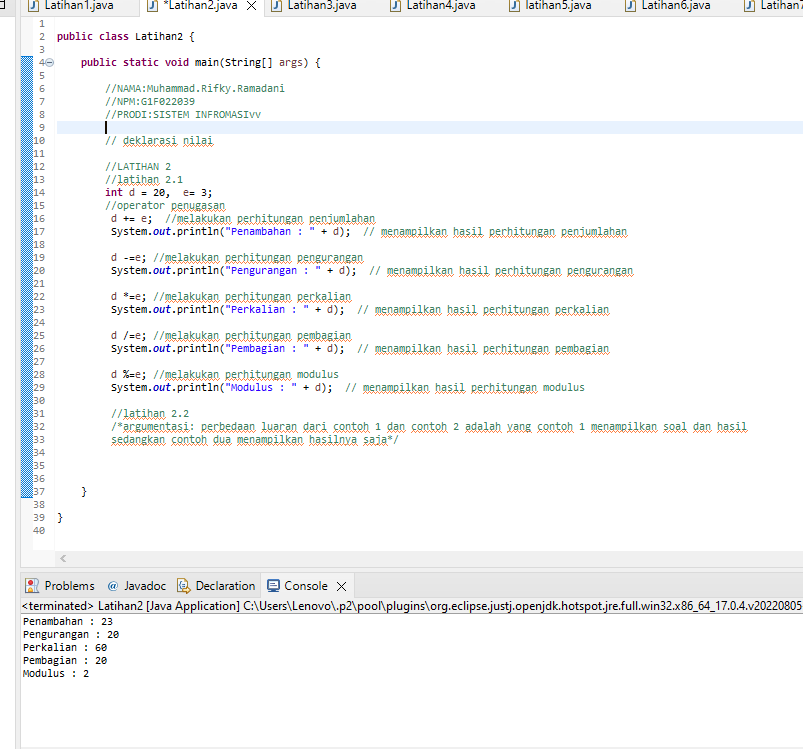 Latihan1.java *Latihan2.java Latihan3.java Latihan4.java latihan5.java Latihan6.java Latihan7
1
2 public class Latihan2 {
3
4 public static void main(String[] args) {
5
6 //NAMA:Muhammad.Rifky.Ramadani
7 //NPM:G1F022039
8 //PRODI:SISTEM INFROMASIvv
9
10 // deklarasi nilai
11
12 //LATIHAN 2
13 //latihan 2.1
14 int d = 20, e= 3;
15 //operator penugasan
16 d += e; //melakukan perhitungan penjumlahan
17 System.out.println("Penambahan : " + d); // menampilkan hasil perhitungan penjumlahan
18
19 d -=e; //melakukan perhitungan pengurangan
20 System.out.println("Pengurangan : " + d); // menampilkan hasil perhitungan pengurangan
21
22 d *=e; //melakukan perhitungan perkalian
23 System.out.println("Perkalian : " + d); // menampilkan hasil perhitungan perkalian
24
25 d /=e; //melakukan perhitungan pembagian
26 System.out.println("Pembagian : " + d); // menampilkan hasil perhitungan pembagian
27
28 d %=e; //melakukan perhitungan modulus
29 System.out.println("Modulus : " + d); // menampilkan hasil perhitungan modulus
30
31 //latihan 2.2
32 /*argumentasi: perbedaan luaran dari contoh 1 dan contoh 2 adalah yang contoh 1 menampilkan soal dan hasil
33 sedangkan contoh dua menampilkan hasilnya saja*/
34
35
36
37 }
38
39 }
40
Problems @ Javadoc Declaration Console
<terminated> Latihan2 [Java Application] C:\Users\Lenovo\.p2\pool\plugins\org.eclipse.justj.openjdk.hotspot.jre.full.win32.x86_64_17.0.4.v20220805
Penambahan : 23
Pengurangan : 20
Perkalian : 60
Pembagian : 20
Modulus : 2